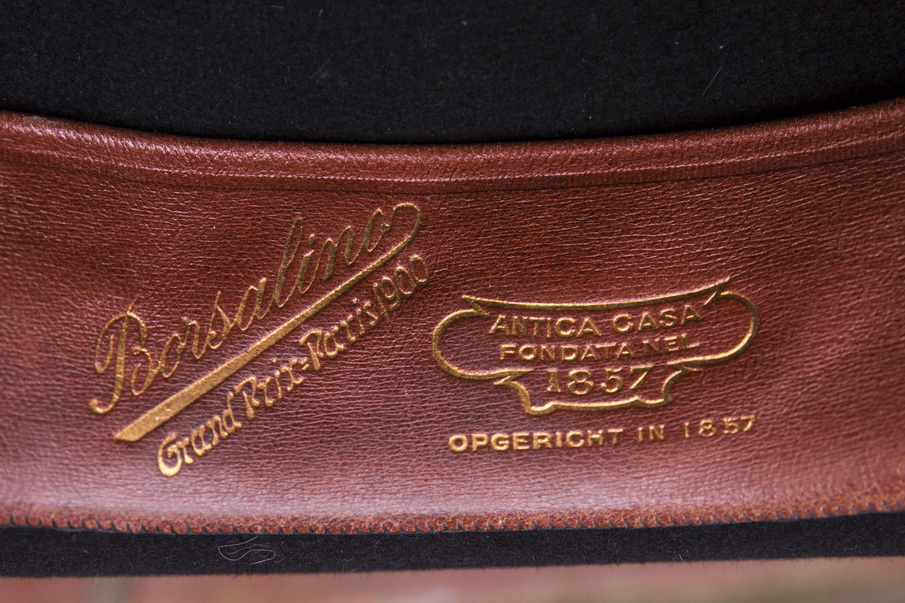 Borsalino
Grand Prix-Paris 1900
ANTICA CASA
FONDATA NEL
1857
OPGERICHT IN 1857